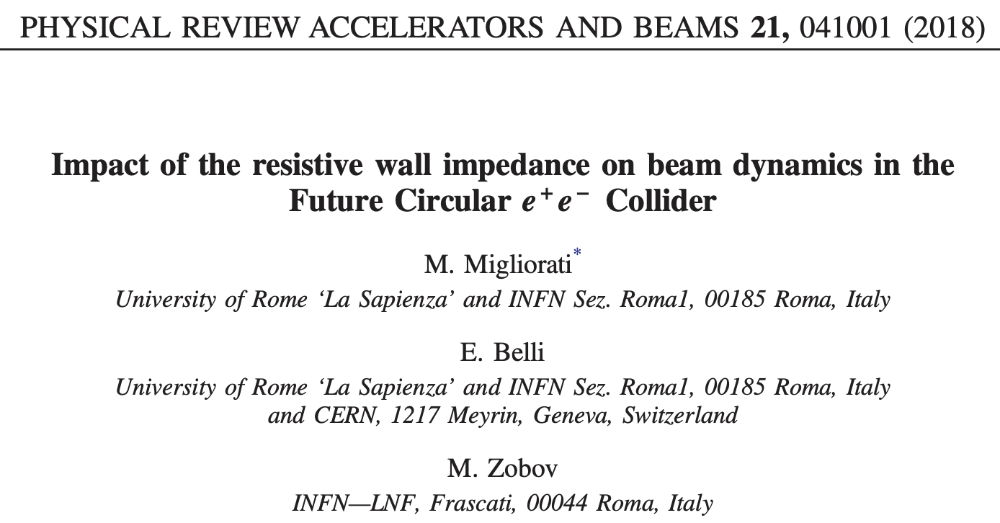 PHYSICAL REVIEW ACCELERATORS AND BEAMS 21, 041001 (2018)
Impact of the resistive wall impedance on beam dynamics in the
Future Circular e⁺e⁻ Collider
M. Migliorati*
University of Rome ‘La Sapienza’ and INFN Sez. Roma1, 00185 Roma, Italy
E. Belli
University of Rome ‘La Sapienza’ and INFN Sez. Roma1, 00185 Roma, Italy
and CERN, 1217 Meyrin, Geneva, Switzerland
M. Zobov
INFN—LNF, Frascati, 00044 Roma, Italy